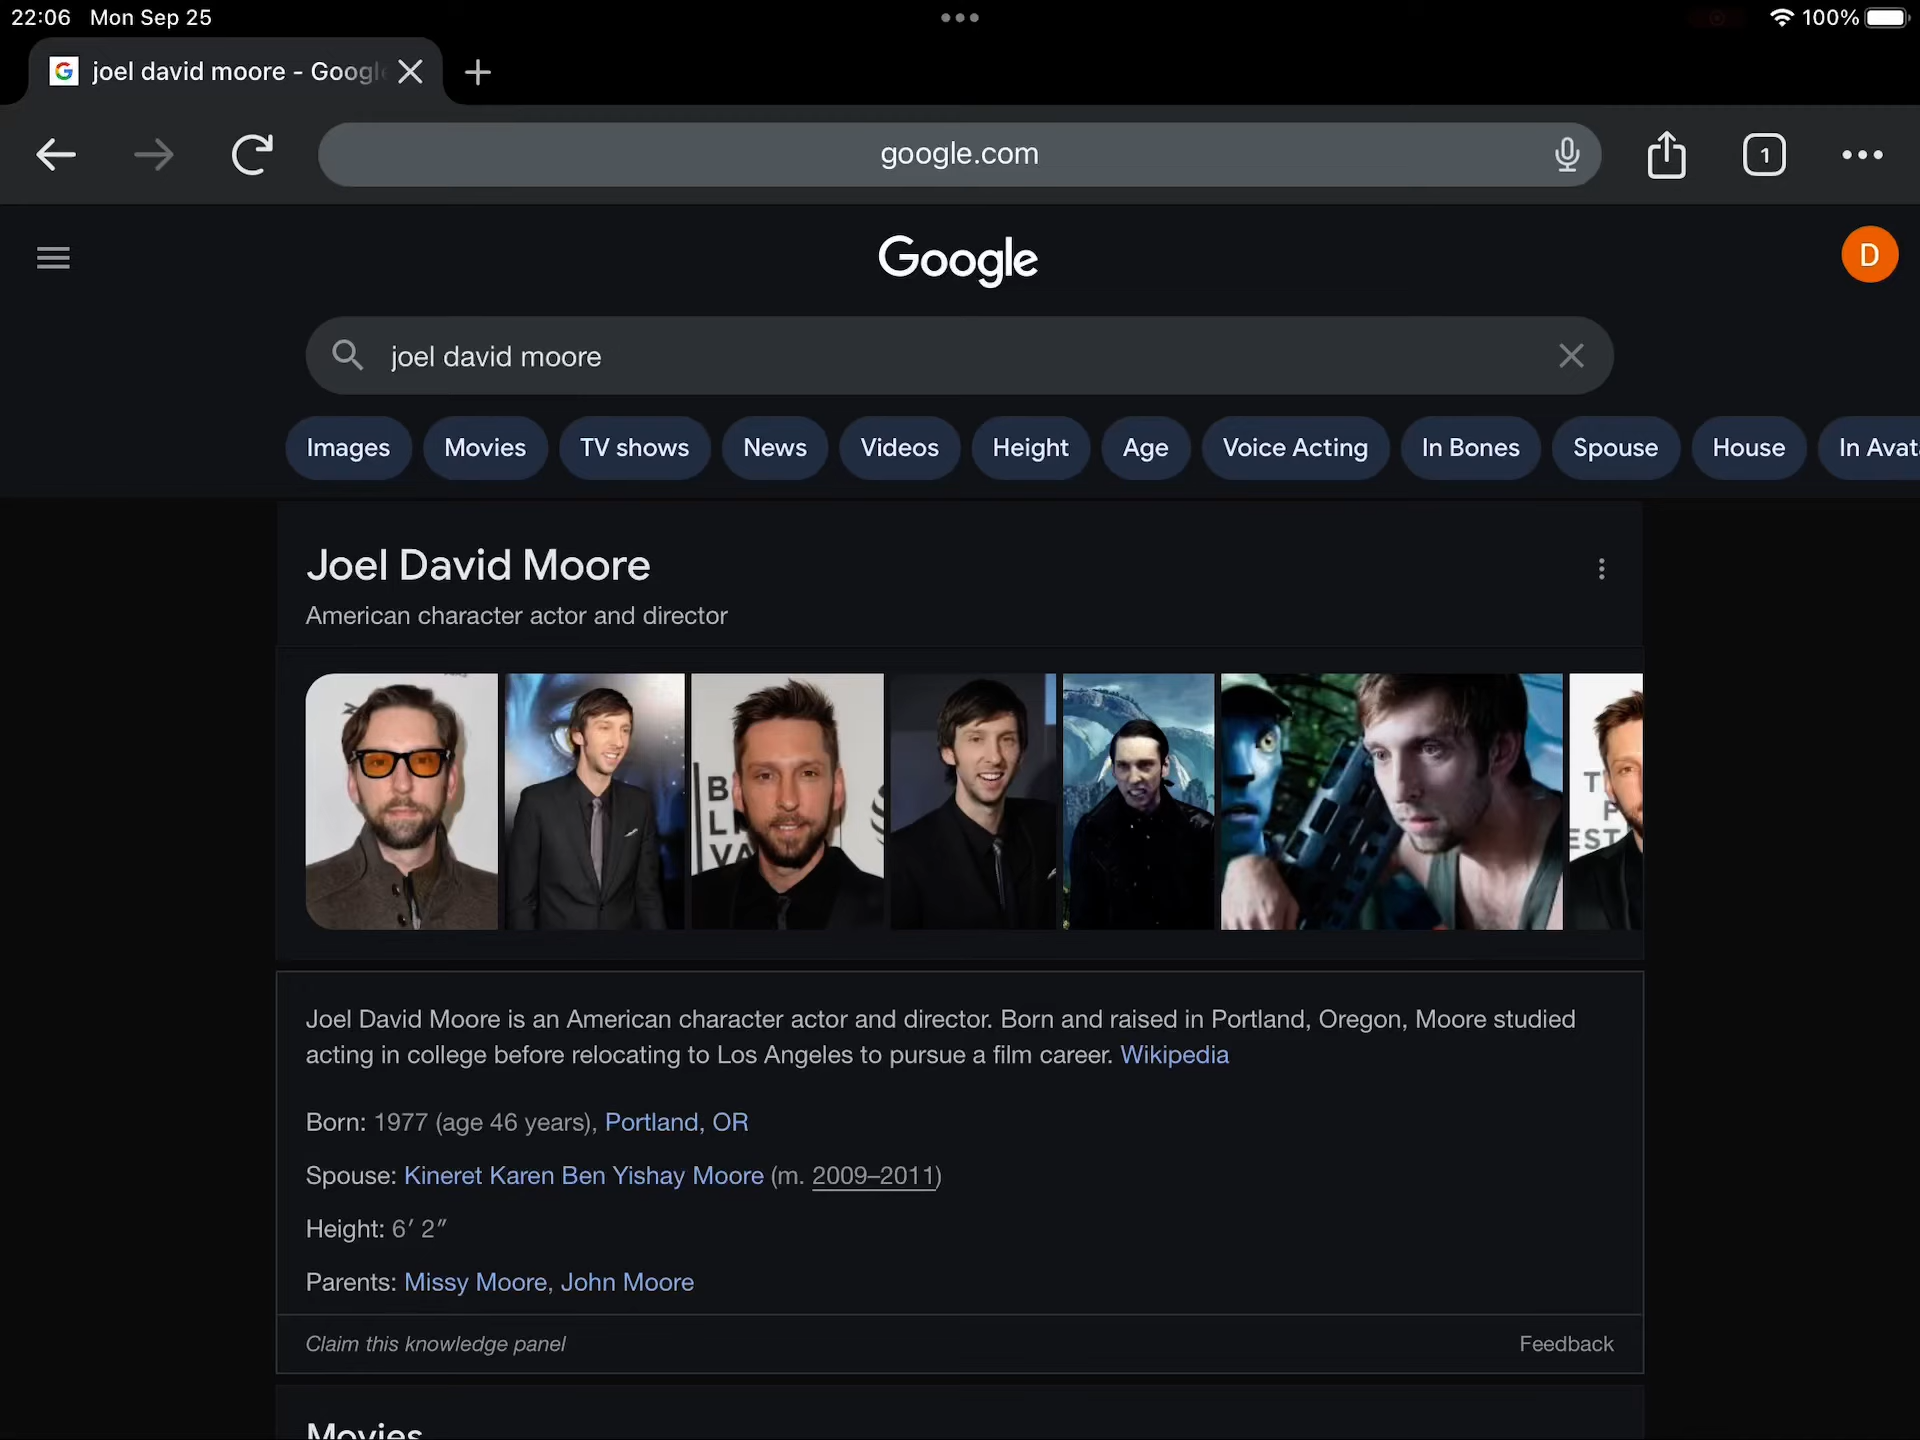 22:06 Mon Sep 25
100%
joel david moore - Google
google.com
1
Google
D
joel david moore
Images Movies TV shows News Videos Height Age Voice Acting In Bones Spouse House In Avat
Joel David Moore
American character actor and director
Joel David Moore is an American character actor and director. Born and raised in Portland, Oregon, Moore studied
acting in college before relocating to Los Angeles to pursue a film career. Wikipedia
Born: 1977 (age 46 years), Portland, OR
Spouse: Kineret Karen Ben Yishay Moore (m. 2009–2011)
Height: 6′ 2″
Parents: Missy Moore, John Moore
Claim this knowledge panel
Feedback
Movies